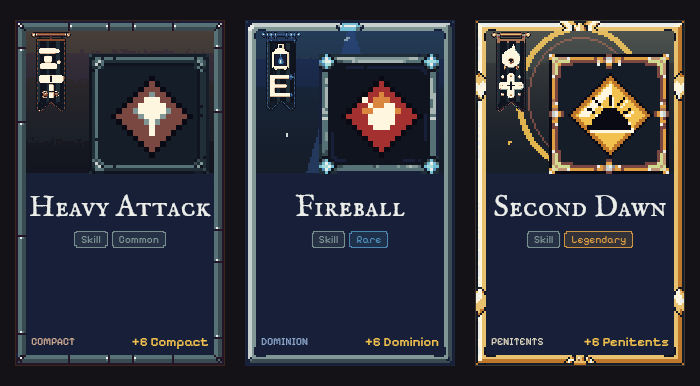 HEAVY ATTACK
Skill Common
COMPACT +6 Compact
E
FIREBALL
Skill Rare
DOMINION +6 Dominion
SECOND DAWN
Skill Legendary
PENITENTS +6 Penitents